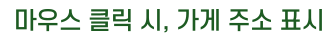 마우스 클릭 시, 가게 주소 표시